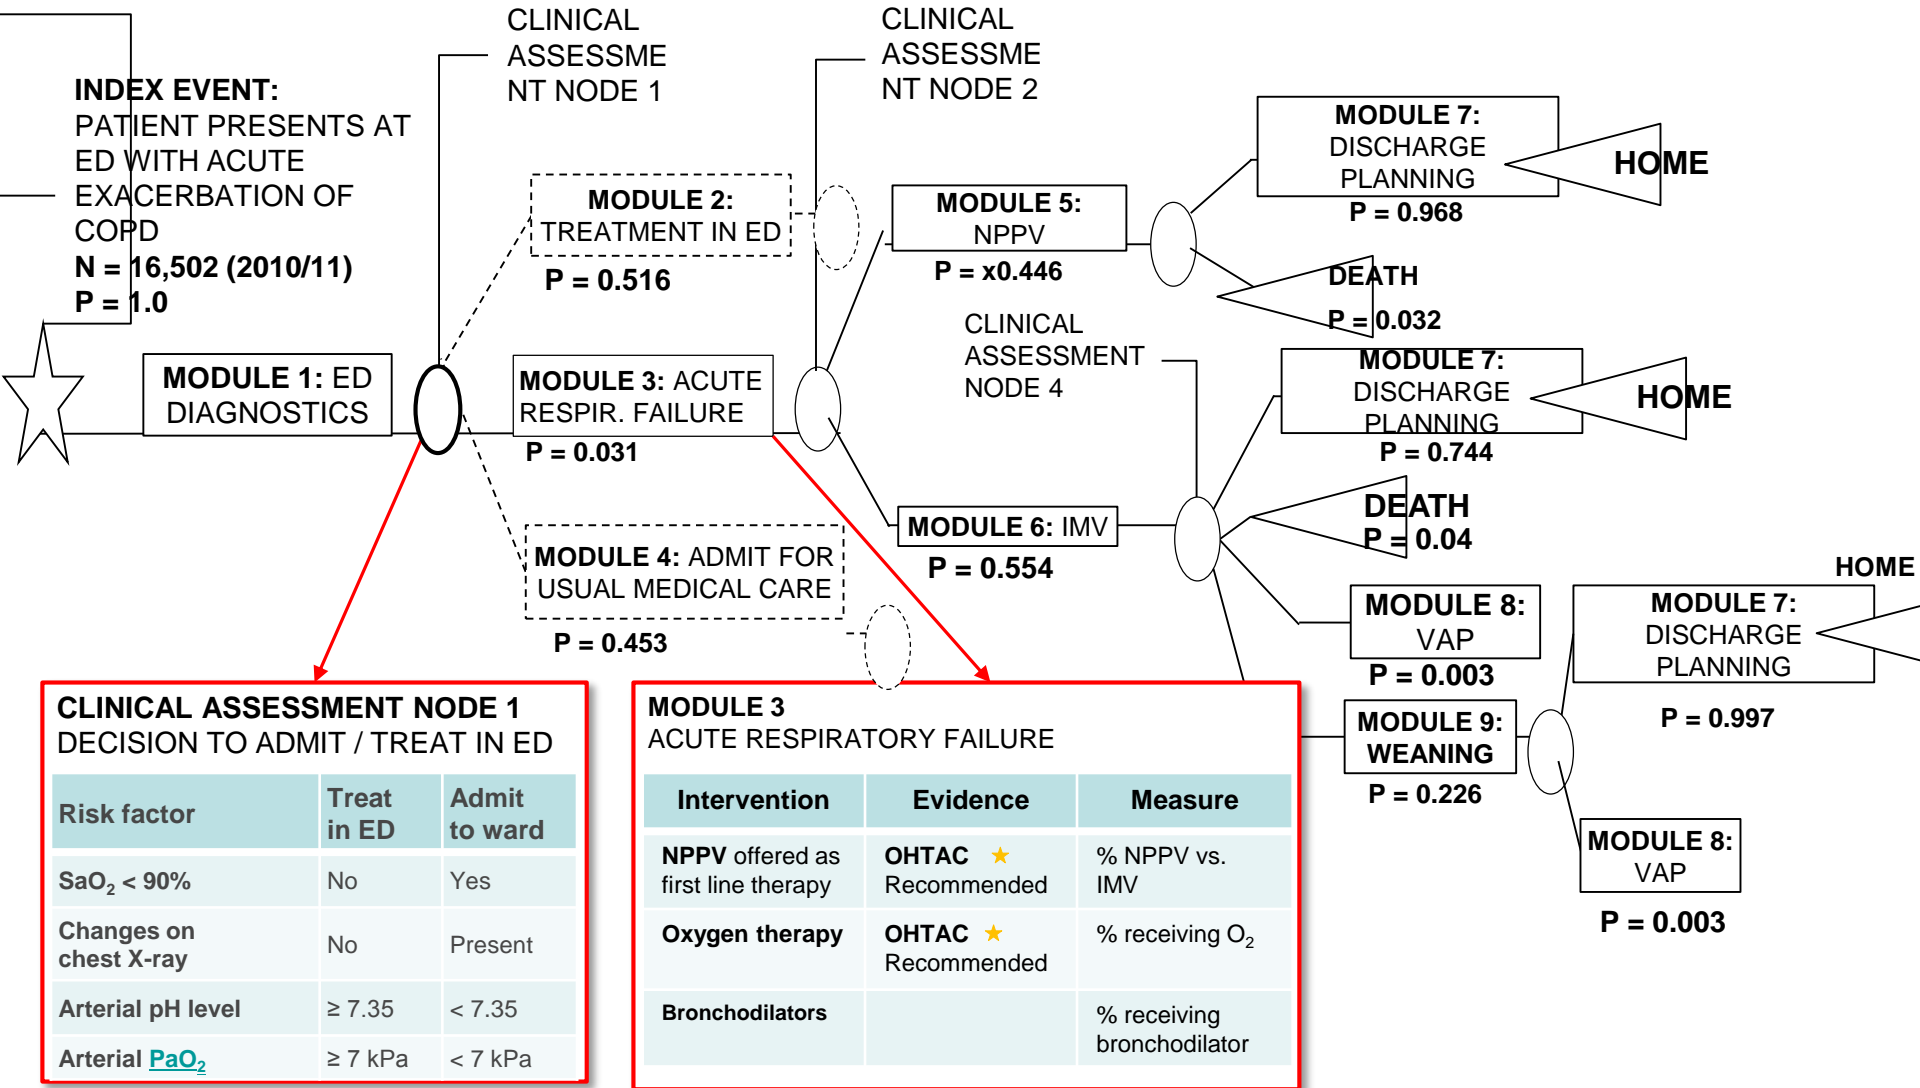 CLINICAL
ASSESSME
NT NODE 1
CLINICAL
ASSESSME
NT NODE 2
INDEX EVENT:
PATIENT PRESENTS AT
ED WITH ACUTE
EXACERBATION OF
COPD
N = 16,502 (2010/11)
P = 1.0
MODULE 1: ED
DIAGNOSTICS
MODULE 2:
TREATMENT IN ED
P = 0.516
MODULE 3: ACUTE
RESPIR. FAILURE
P = 0.031
MODULE 4: ADMIT FOR
USUAL MEDICAL CARE
P = 0.453
MODULE 5:
NPPV
P = x0.446
CLINICAL
ASSESSMENT
NODE 4
MODULE 6: IMV
P = 0.554
MODULE 7:
DISCHARGE
PLANNING
P = 0.968
HOME
DEATH
P = 0.032
MODULE 7:
DISCHARGE
PLANNING
P = 0.744
HOME
DEATH
P = 0.04
MODULE 8:
VAP
P = 0.003
MODULE 9:
WEANING
P = 0.226
HOME
MODULE 7:
DISCHARGE
PLANNING
P = 0.997
MODULE 8:
VAP
P = 0.003
CLINICAL ASSESSMENT NODE 1
DECISION TO ADMIT / TREAT IN ED
Risk factor Treat in ED Admit to ward
SaO₂ < 90% No Yes
Changes on
chest X-ray No Present
Arterial pH level ≥ 7.35 < 7.35
Arterial PaO₂ ≥ 7 kPa < 7 kPa
MODULE 3
ACUTE RESPIRATORY FAILURE
Intervention Evidence Measure
NPPV offered as OHTAC ★ % NPPV vs.
first line therapy Recommended IMV
Oxygen therapy OHTAC ★ % receiving O₂
Recommended
Bronchodilators % receiving
bronchodilator